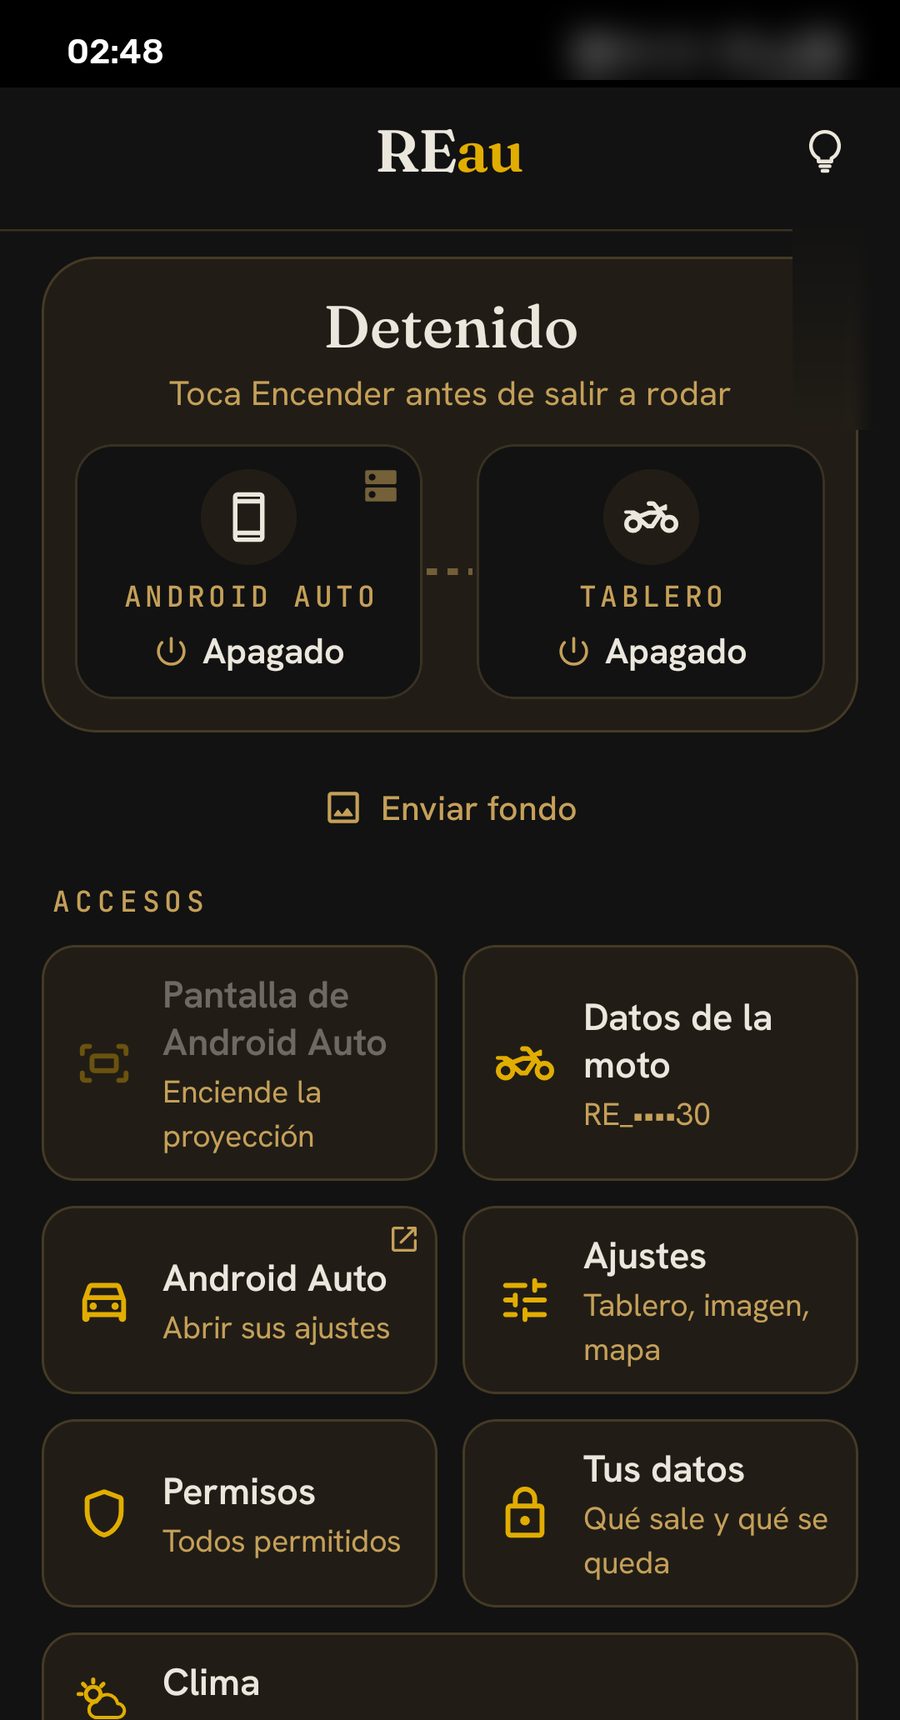 02:48
REau
Detenido
Toca Encender antes de salir a rodar
ANDROID AUTO
Apagado
TABLERO
Apagado
Enviar fondo
ACCESOS
Pantalla de
Android Auto
Enciende la
proyección
Datos de la
moto
RE_▪▪▪▪30
Android Auto
Abrir sus ajustes
Ajustes
Tablero, imagen,
mapa
Permisos
Todos permitidos
Tus datos
Qué sale y qué se
queda
Clima